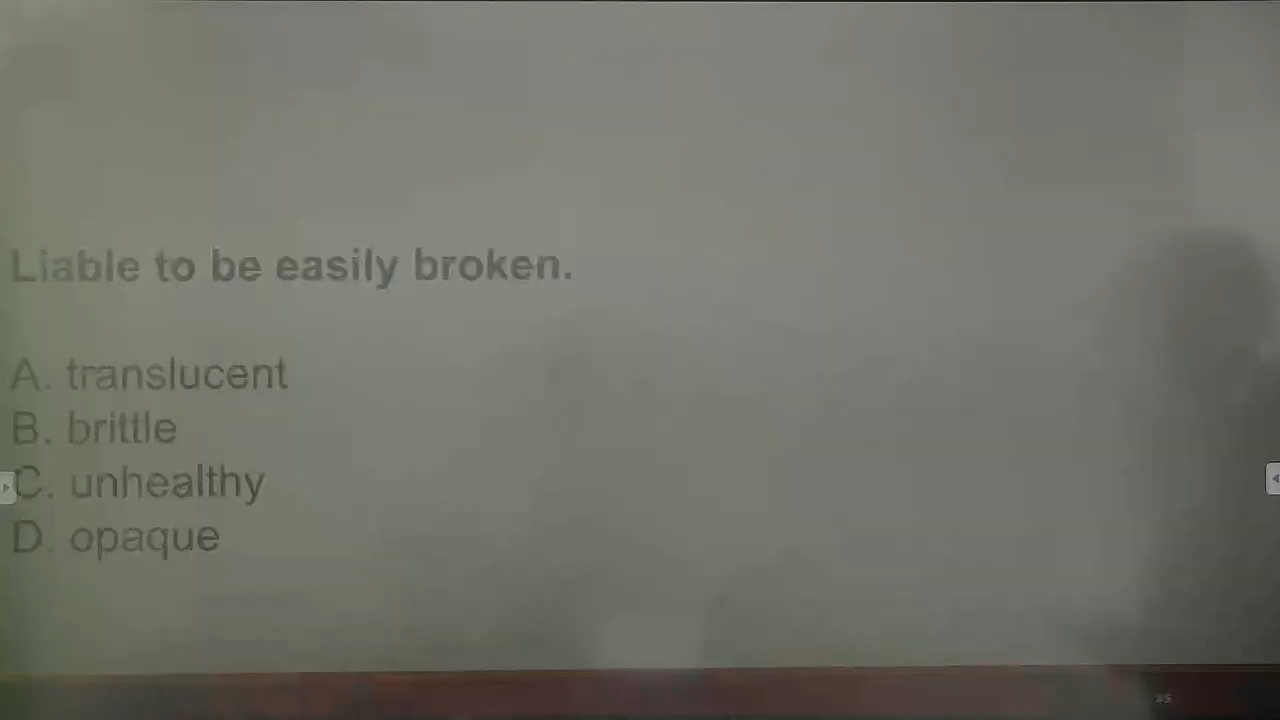 Liable to be easily broken.
A. translucent
B. brittle
C. unhealthy
D. opaque